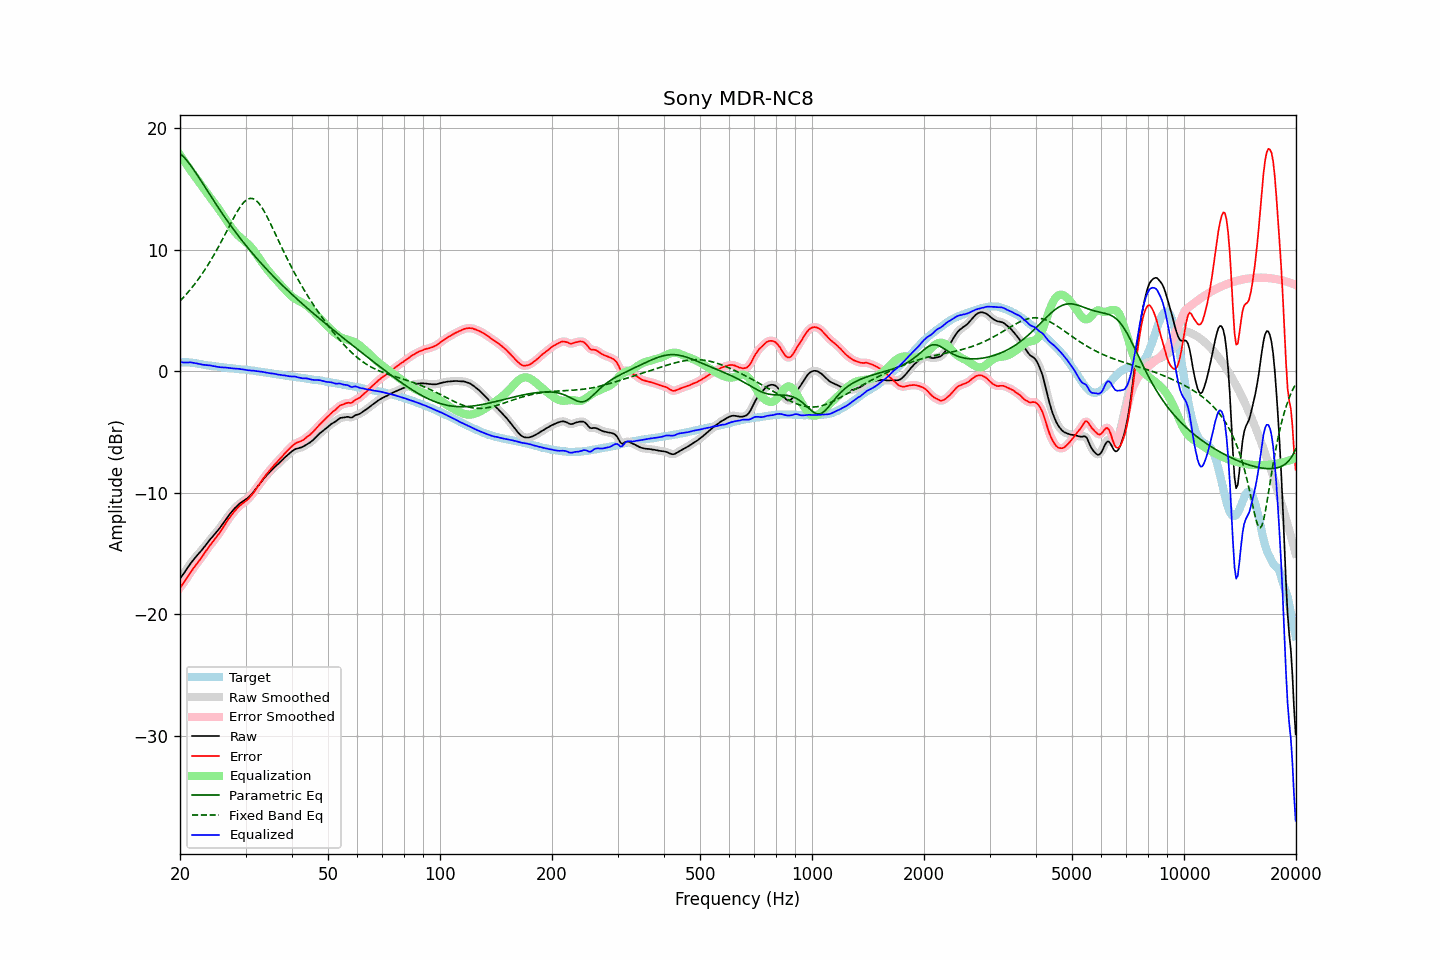 Sony MDR-NC8
Amplitude (dBr)
20
10
0
−10
−20
−30
Target
Raw Smoothed
Error Smoothed
Raw
Error
Equalization
Parametric Eq
Fixed Band Eq
Equalized
20 50 100 200 500 1000 2000 5000 10000 20000
Frequency (Hz)